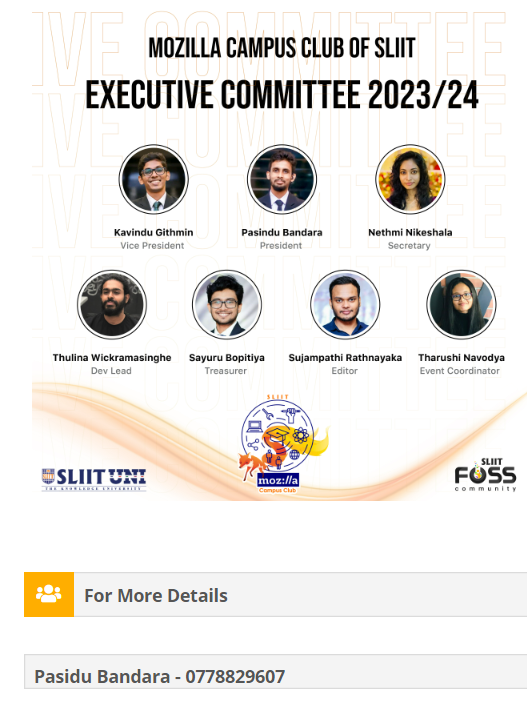 MOZILLA CAMPUS CLUB OF SLIIT
EXECUTIVE COMMITTEE 2023/24
Kavindu Githmin
Vice President
Pasindu Bandara
President
Nethmi Nikeshala
Secretary
Thulina Wickramasinghe
Dev Lead
Sayuru Bopitiya
Treasurer
Sujampathi Rathnayaka
Editor
Tharushi Navodya
Event Coordinator
SLIIT
moz://a
Campus Club
SLIIT UNI
THE KNOWLEDGE UNIVERSITY
SLIIT
FOSS
community
For More Details
Pasidu Bandara - 0778829607